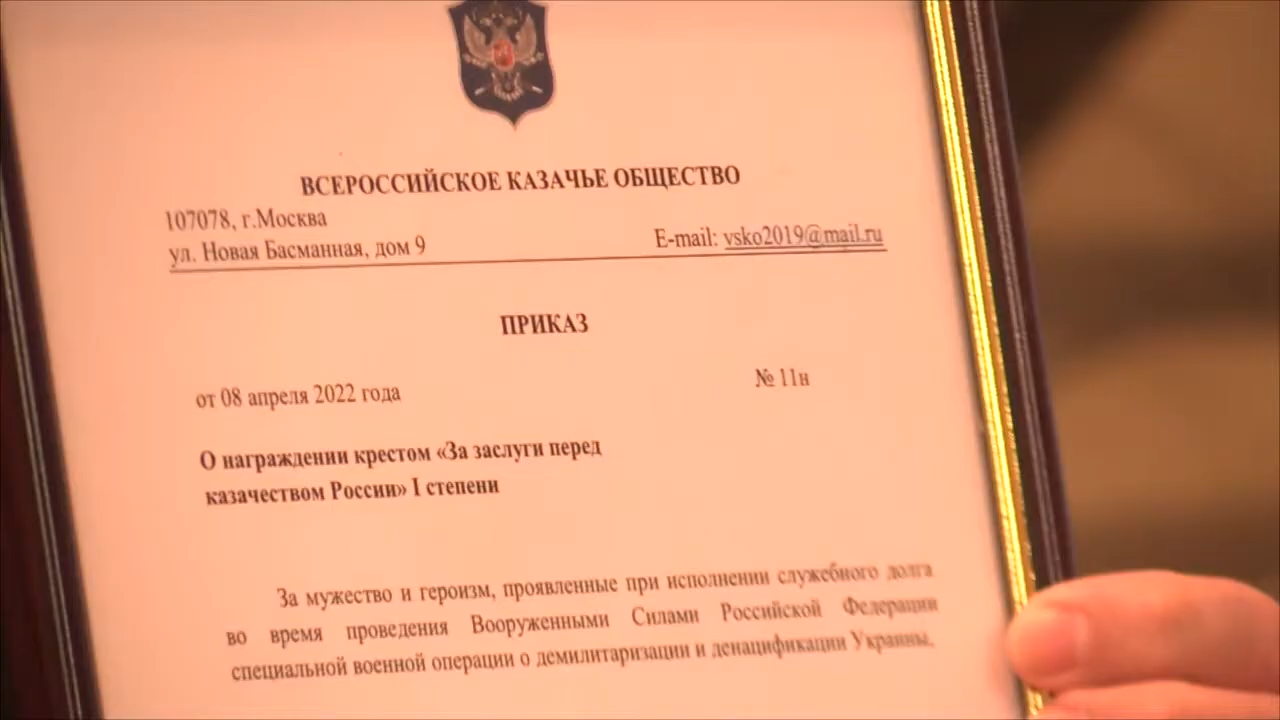 ВСЕРОССИЙСКОЕ КАЗАЧЬЕ ОБЩЕСТВО
107078, г.Москва
ул. Новая Басманная, дом 9 E-mail: vsko2019@mail.ru
ПРИКАЗ
от 08 апреля 2022 года № 11н
О награждении крестом «За заслуги перед
казачеством России» I степени
За мужество и героизм, проявленные при исполнении служебного долга
во время проведения Вооруженными Силами Российской Федерации
специальной военной операции о демилитаризации и денацификации Украины,